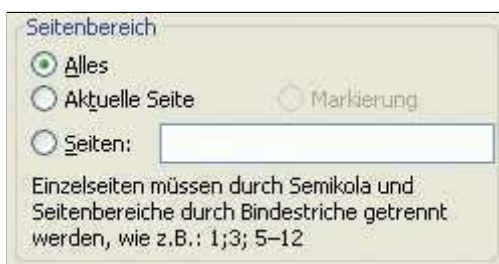 Seitenbereich
Alles
Aktuelle Seite Markierung
Seiten:
Einzelseiten müssen durch Semikola und
Seitenbereiche durch Bindestriche getrennt
werden, wie z.B.: 1;3; 5–12